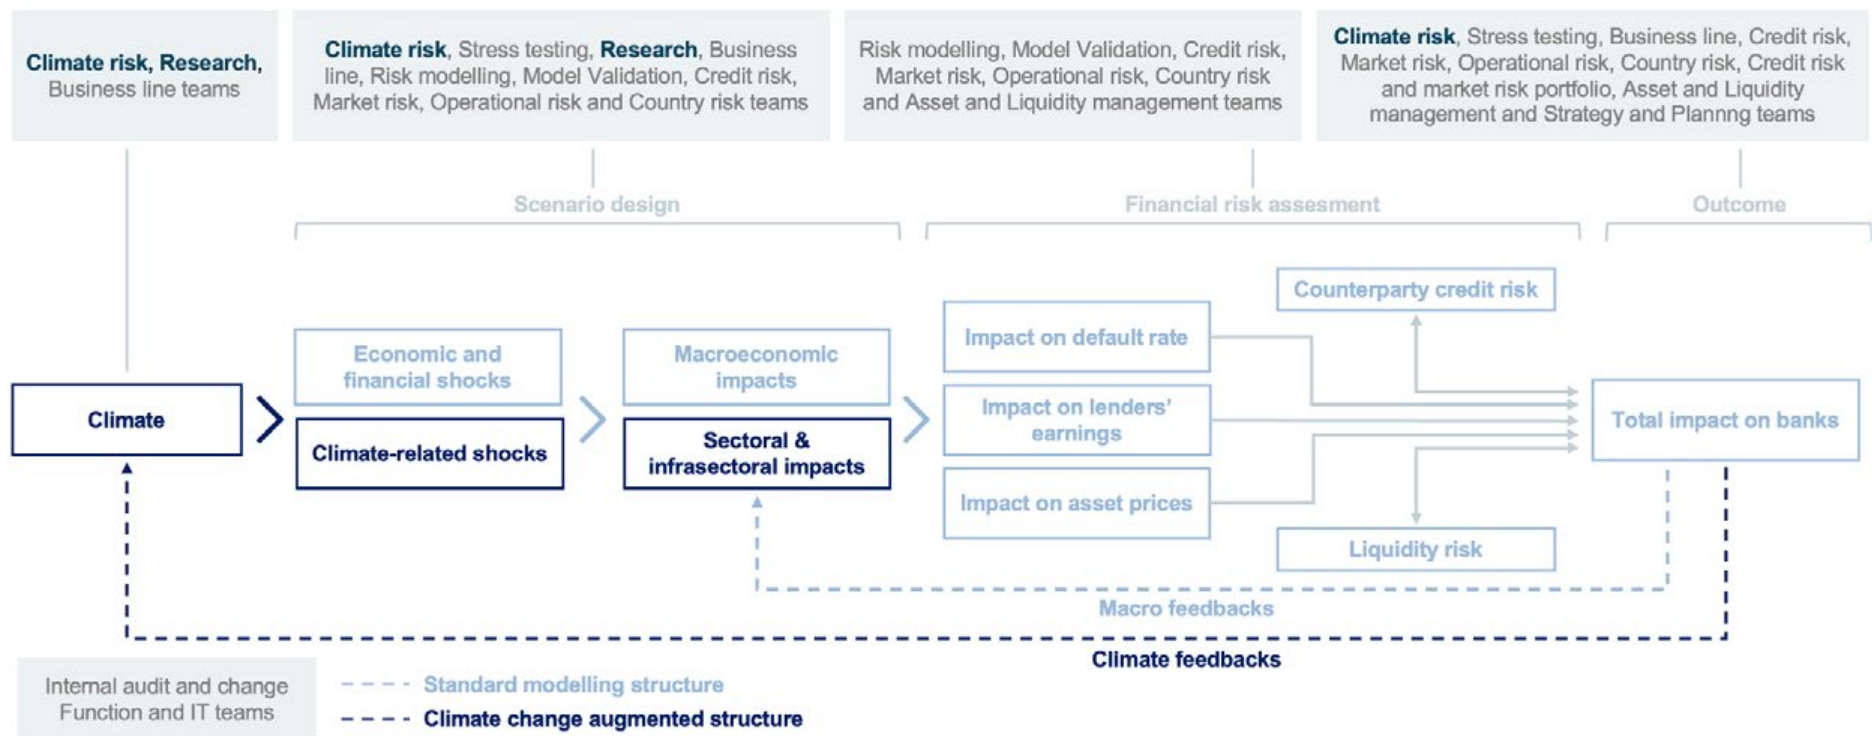 Climate risk, Research,
Business line teams
Climate risk, Stress testing, Research, Business
line, Risk modelling, Model Validation, Credit risk,
Market risk, Operational risk and Country risk teams
Risk modelling, Model Validation, Credit risk,
Market risk, Operational risk, Country risk
and Asset and Liquidity management teams
Climate risk, Stress testing, Business line, Credit risk,
Market risk, Operational risk, Country risk, Credit risk
and market risk portfolio, Asset and Liquidity
management and Strategy and Plannng teams
Scenario design
Financial risk assesment
Outcome
Climate
Economic and
financial shocks
Climate-related shocks
Macroeconomic
impacts
Sectoral &
infrasectoral impacts
Impact on default rate
Impact on lenders'
earnings
Impact on asset prices
Counterparty credit risk
Liquidity risk
Total impact on banks
Macro feedbacks
Climate feedbacks
Internal audit and change
Function and IT teams
Standard modelling structure
Climate change augmented structure